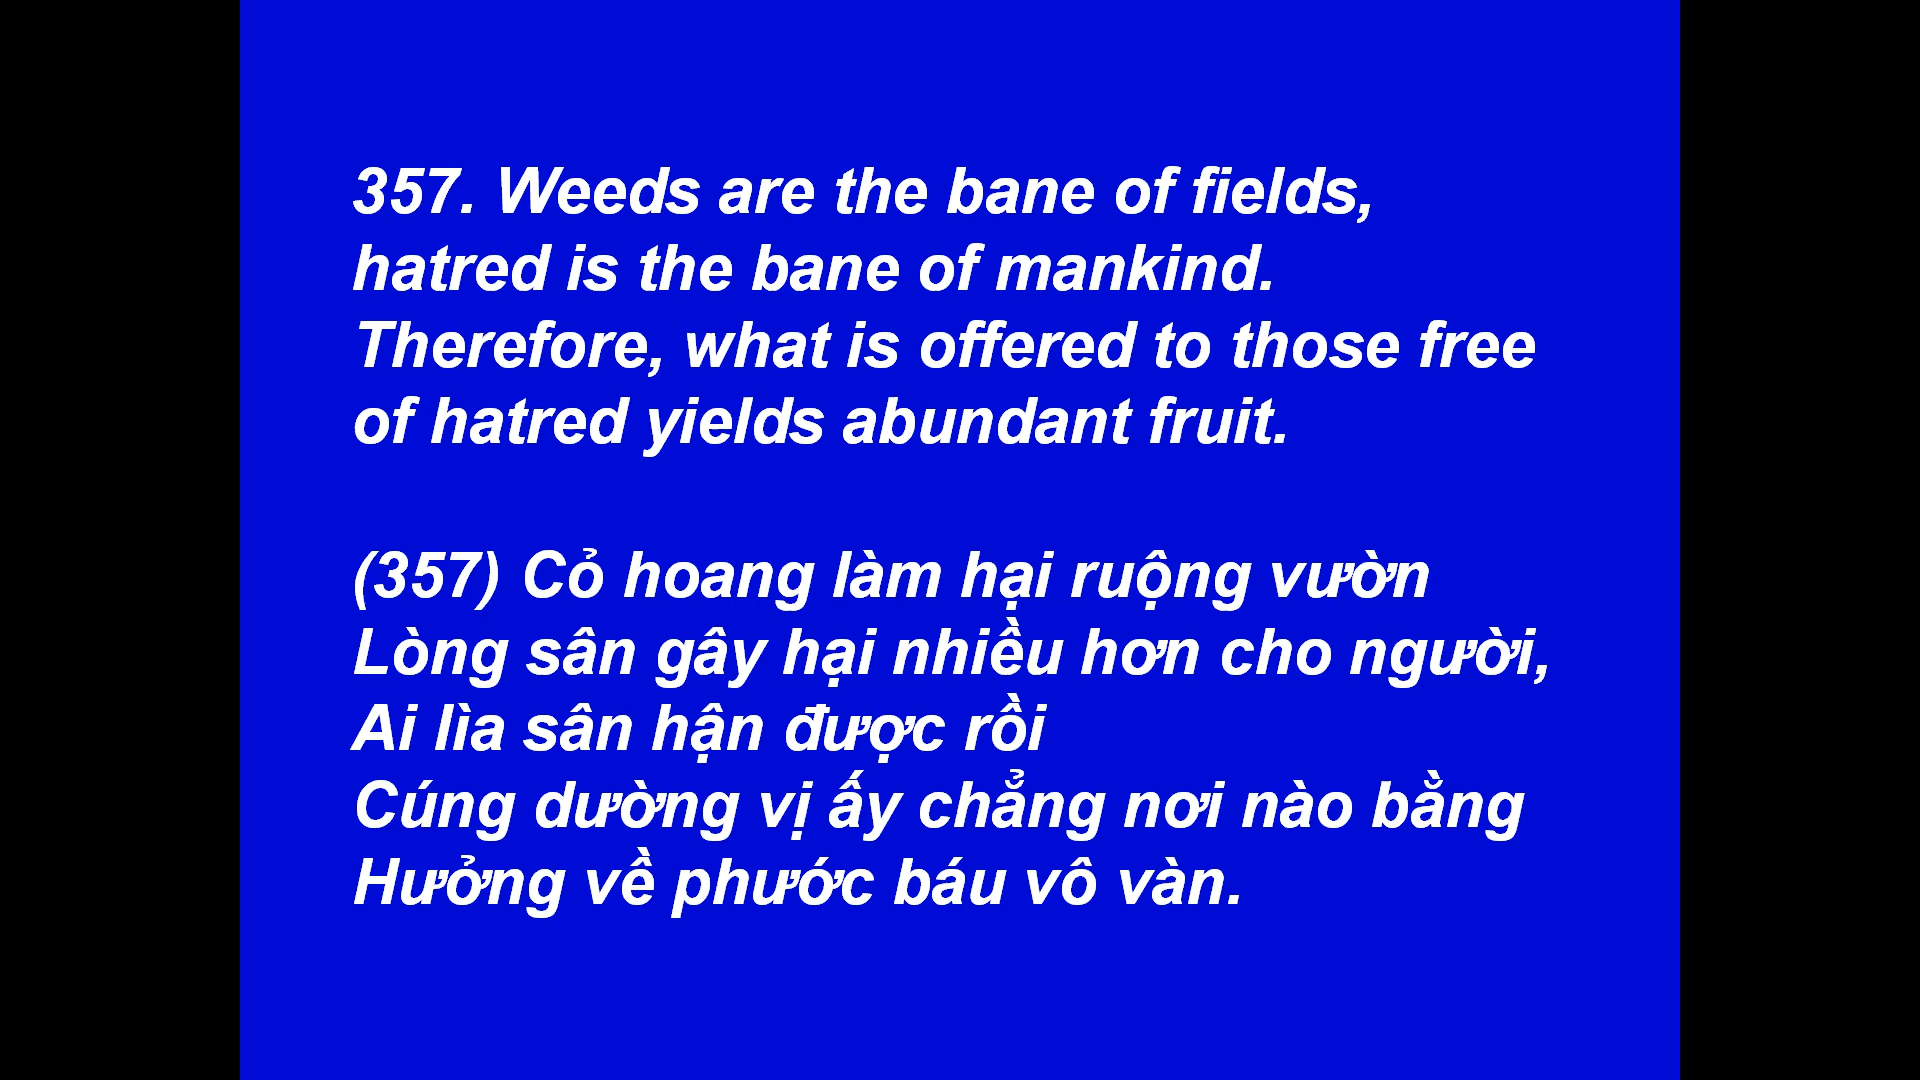 357. Weeds are the bane of fields,
hatred is the bane of mankind.
Therefore, what is offered to those free
of hatred yields abundant fruit.
(357) Cỏ hoang làm hại ruộng vườn
Lòng sân gây hại nhiều hơn cho người,
Ai lìa sân hận được rồi
Cúng dường vị ấy chẳng nơi nào bằng
Hưởng về phước báu vô vàn.